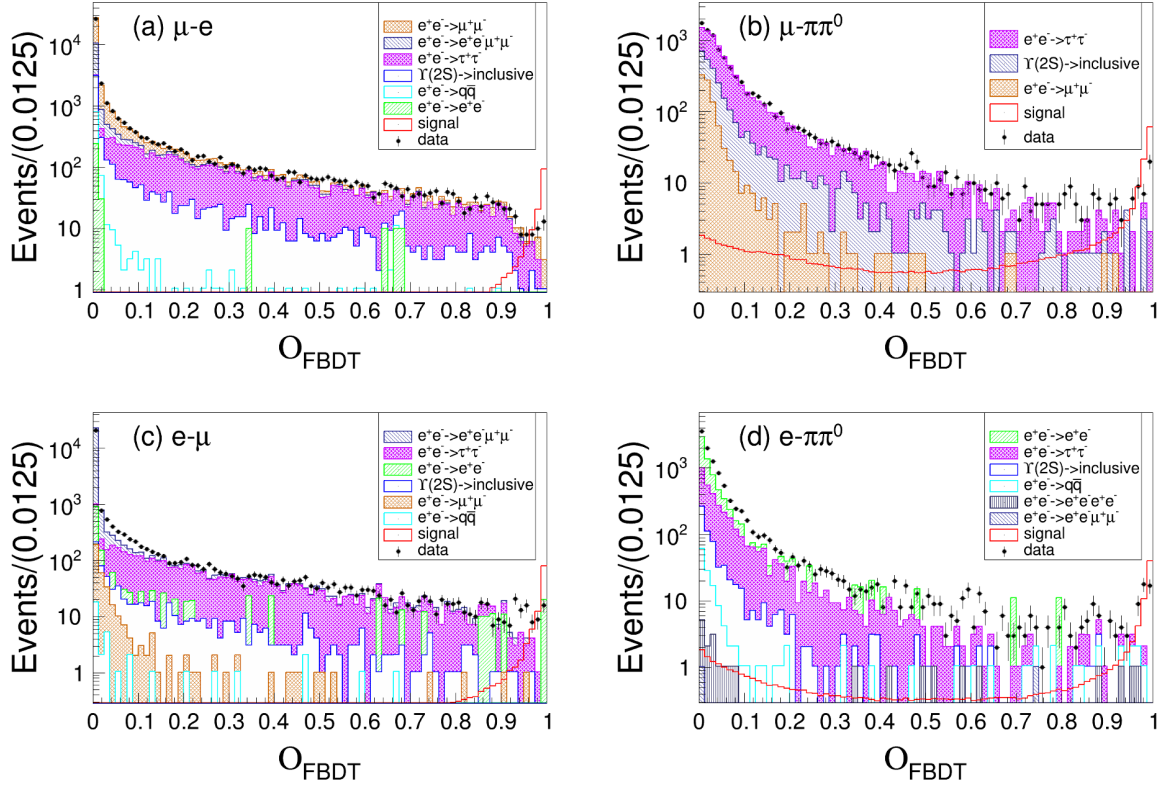 (a) μ-e
Events/(0.0125)
10⁴
10³
10²
10
1
e⁺e⁻->μ⁺μ⁻
e⁺e⁻->e⁺e⁻μ⁺μ⁻
e⁺e⁻->τ⁺τ⁻
ϒ(2S)->inclusive
e⁺e⁻->qq̅
e⁺e⁻->e⁺e⁻
signal
data
0 0.1 0.2 0.3 0.4 0.5 0.6 0.7 0.8 0.9 1
O_FBDT
(b) μ-ππ⁰
Events/(0.0125)
10³
10²
10
1
e⁺e⁻->τ⁺τ⁻
ϒ(2S)->inclusive
e⁺e⁻->μ⁺μ⁻
signal
data
0 0.1 0.2 0.3 0.4 0.5 0.6 0.7 0.8 0.9 1
O_FBDT
(c) e-μ
Events/(0.0125)
10⁴
10³
10²
10
1
e⁺e⁻->e⁺e⁻μ⁺μ⁻
e⁺e⁻->τ⁺τ⁻
e⁺e⁻->e⁺e⁻
ϒ(2S)->inclusive
e⁺e⁻->μ⁺μ⁻
e⁺e⁻->qq̅
signal
data
0 0.1 0.2 0.3 0.4 0.5 0.6 0.7 0.8 0.9 1
O_FBDT
(d) e-ππ⁰
Events/(0.0125)
10³
10²
10
1
e⁺e⁻->e⁺e⁻
e⁺e⁻->τ⁺τ⁻
ϒ(2S)->inclusive
e⁺e⁻->qq̅
e⁺e⁻->e⁺e⁻e⁺e⁻
e⁺e⁻->e⁺e⁻μ⁺μ⁻
signal
data
0 0.1 0.2 0.3 0.4 0.5 0.6 0.7 0.8 0.9 1
O_FBDT